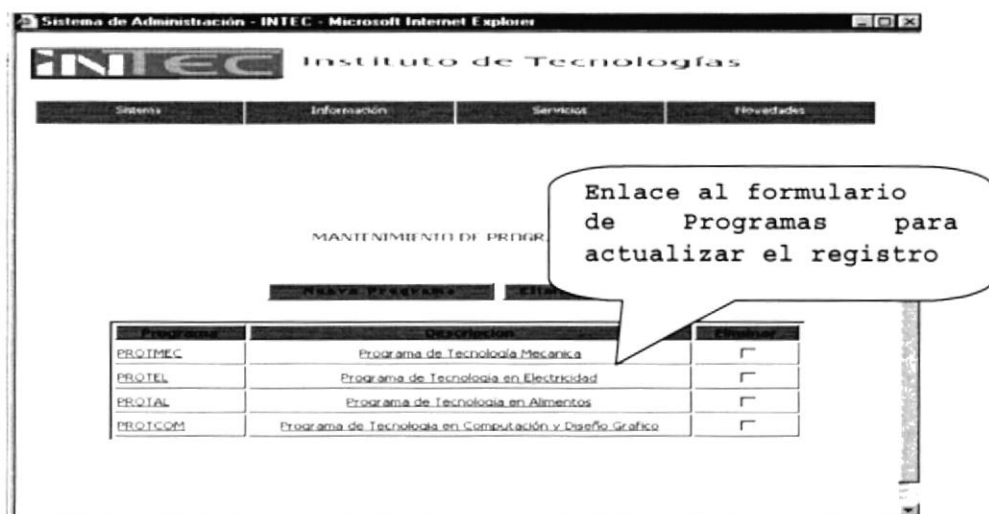 Sistema de Administración - INTEC - Microsoft Internet Explorer
INTEC Instituto de Tecnologías
Sistema Información Servicios Novedades
Enlace al formulario
de Programas para
actualizar el registro
MANTENIMIENTO DE PROGR
Nuevo Programa Elim
Programa Descripcion Eliminar
PROTMEC Programa de Tecnología Mecanica
PROTEL Programa de Tecnologia en Electricidad
PROTAL Programa de Tecnologia en Alimentos
PROTCOM Programa de Tecnologia en Computación y Diseño Grafico